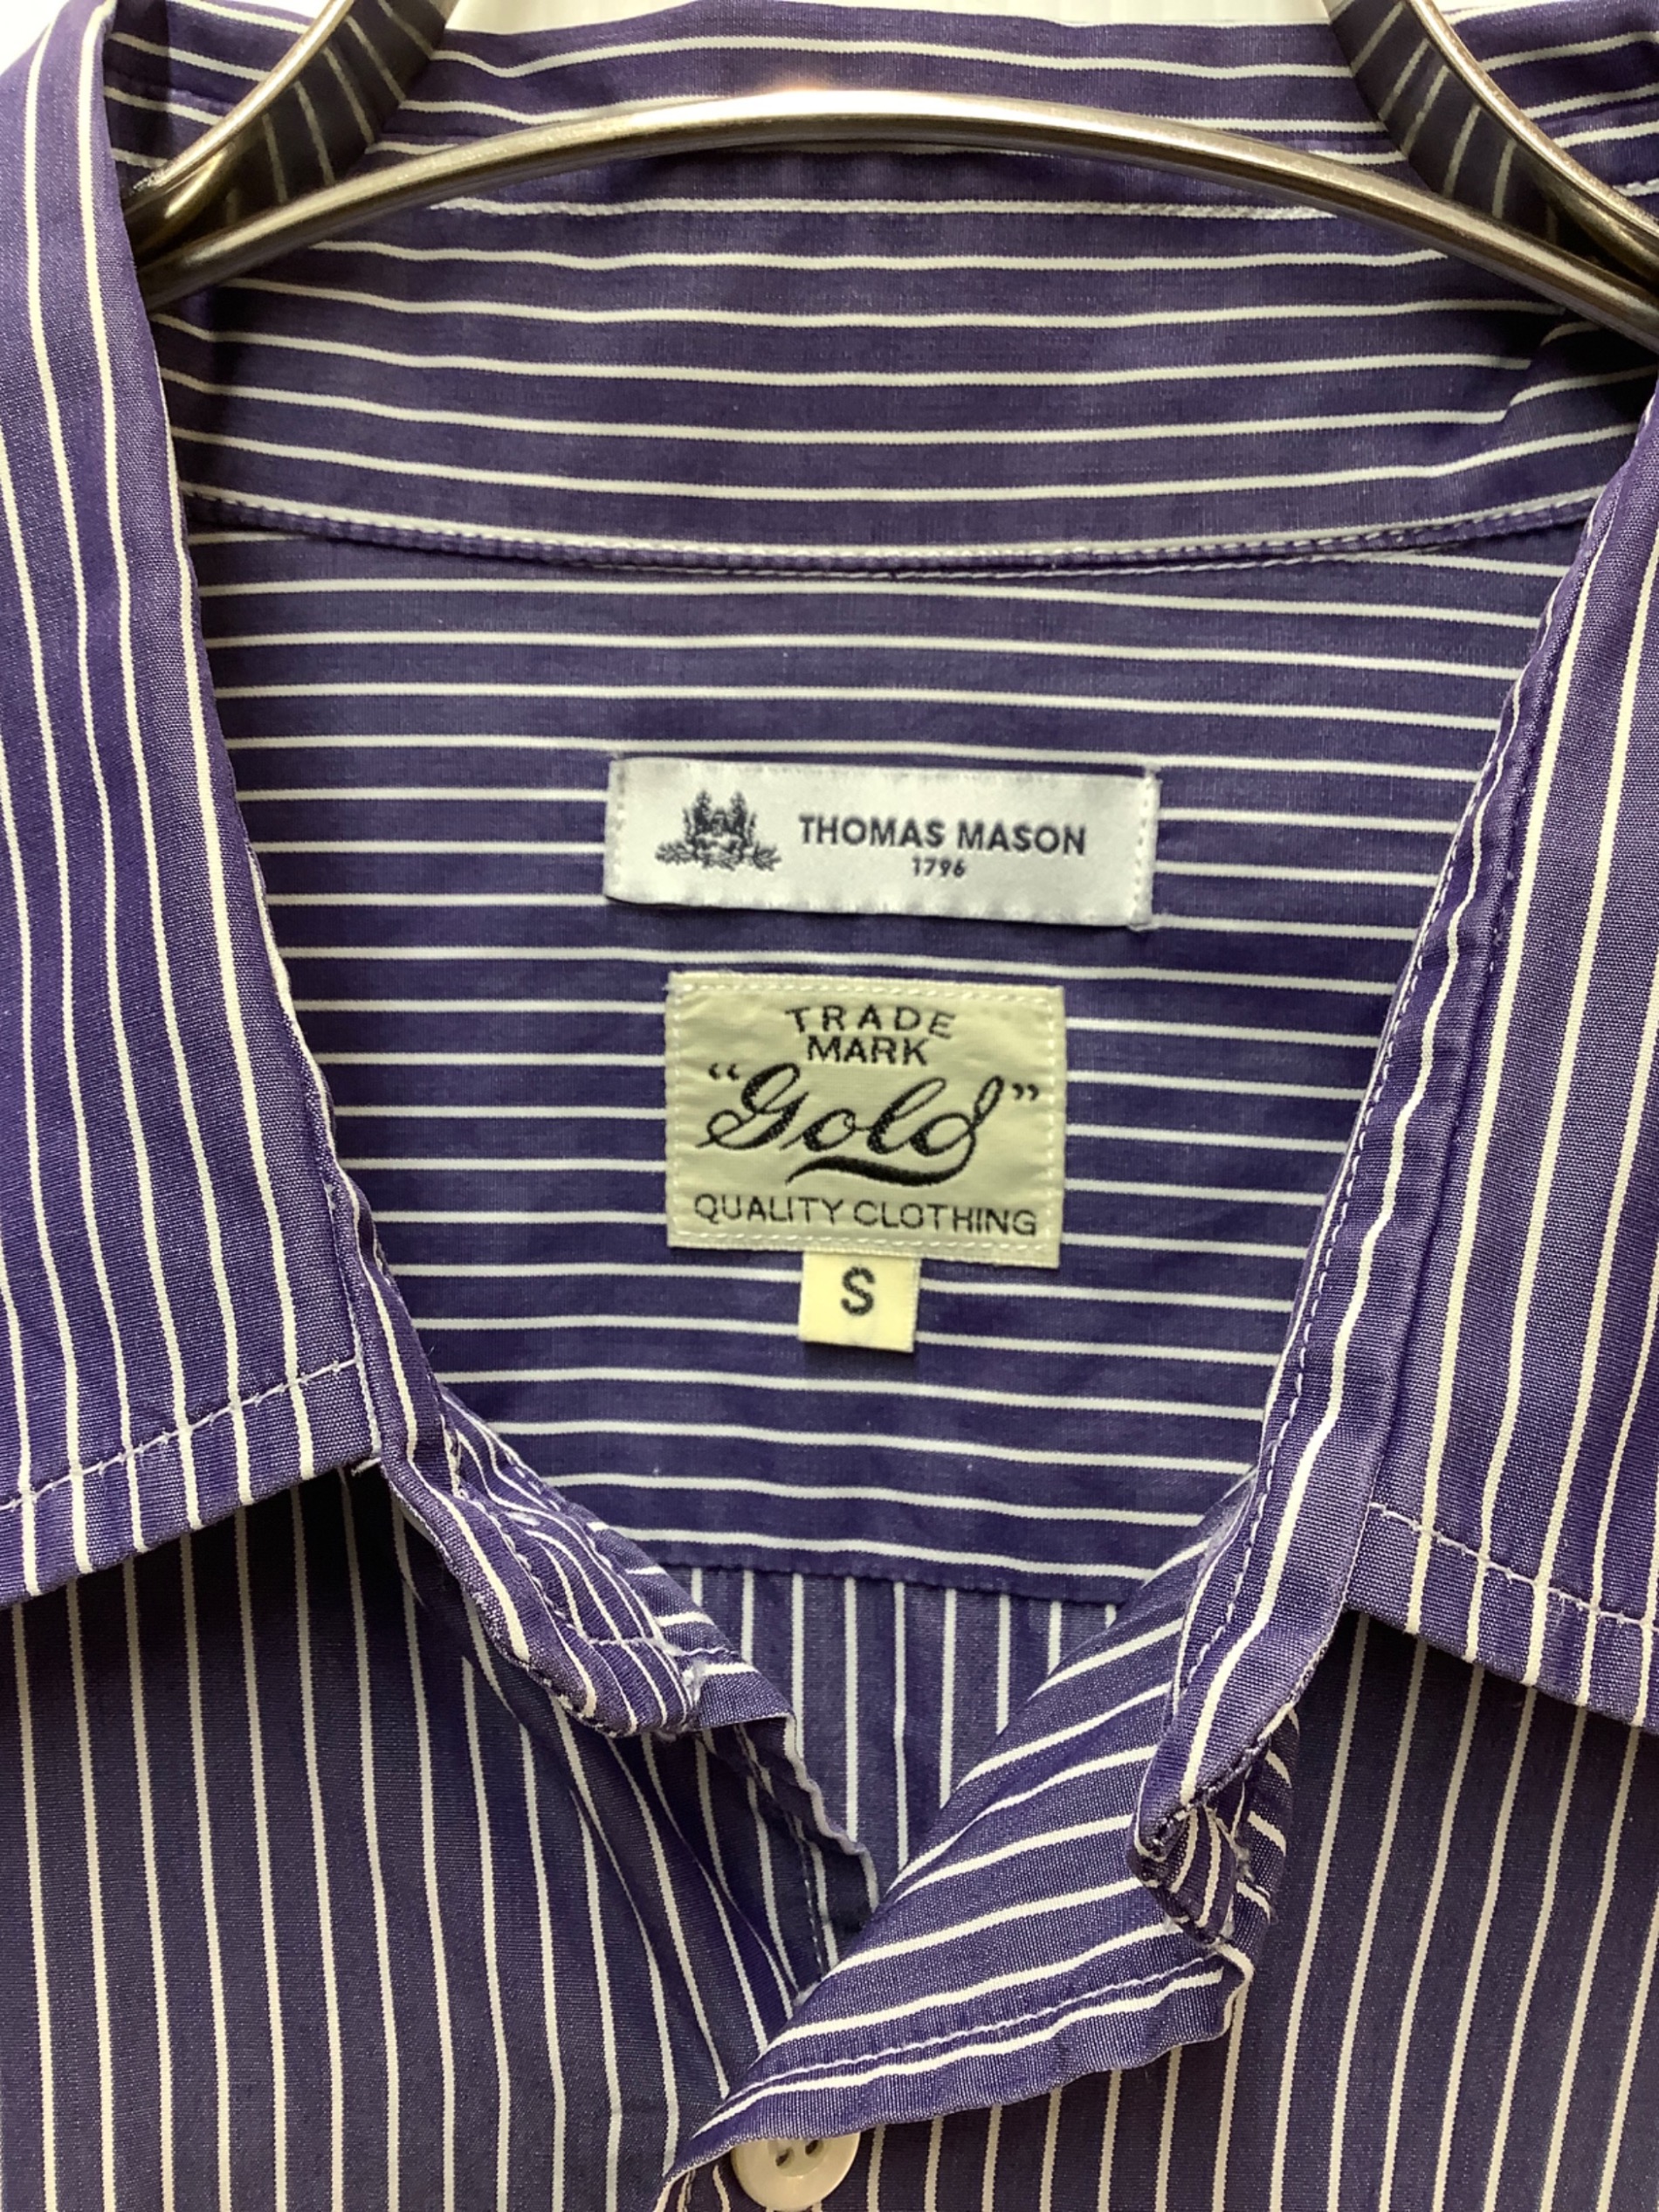 THOMAS MASON
1796
TRADE
MARK
"Gold"
QUALITY CLOTHING
S